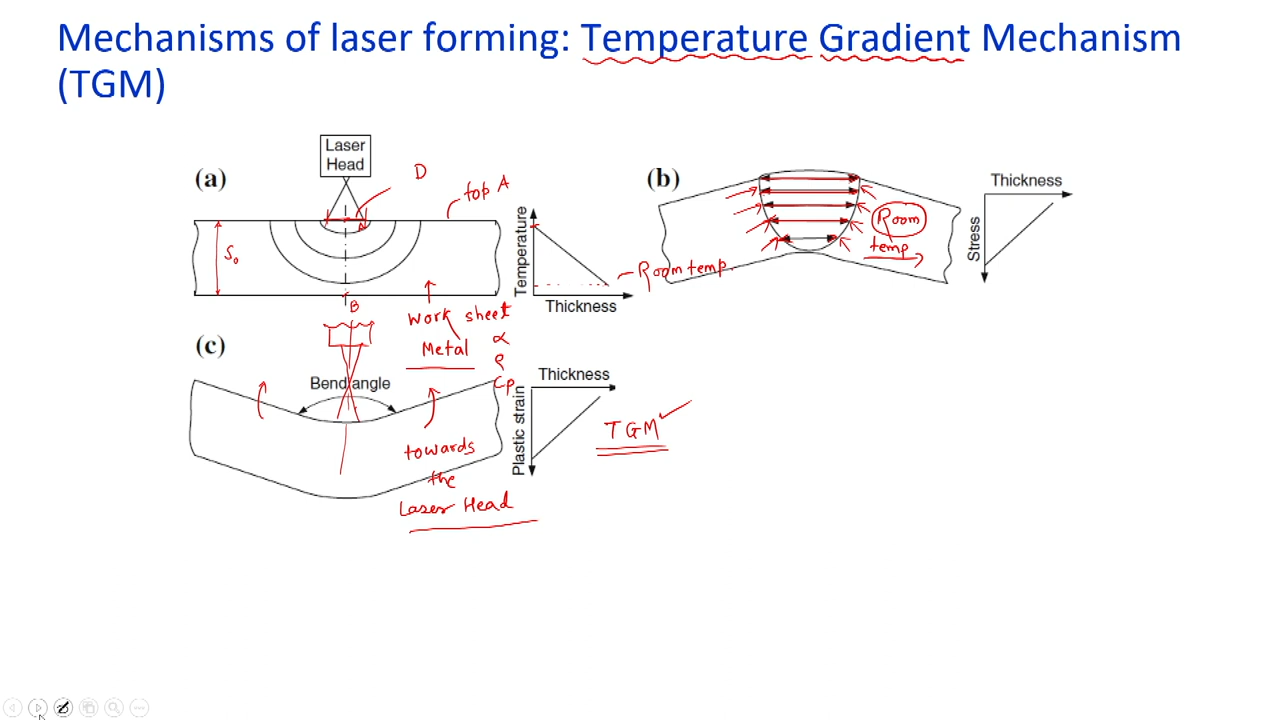 Mechanisms of laser forming: Temperature Gradient Mechanism
(TGM)
Laser
Head
(a)
D
top A
S₀
B
Temperature
Thickness
Room temp.
work sheet
Metal
α
ρ
Cp
(b)
Room
temp
Stress
Thickness
(c)
Bend angle
towards
the
Laser Head
Plastic strain
Thickness
TGM